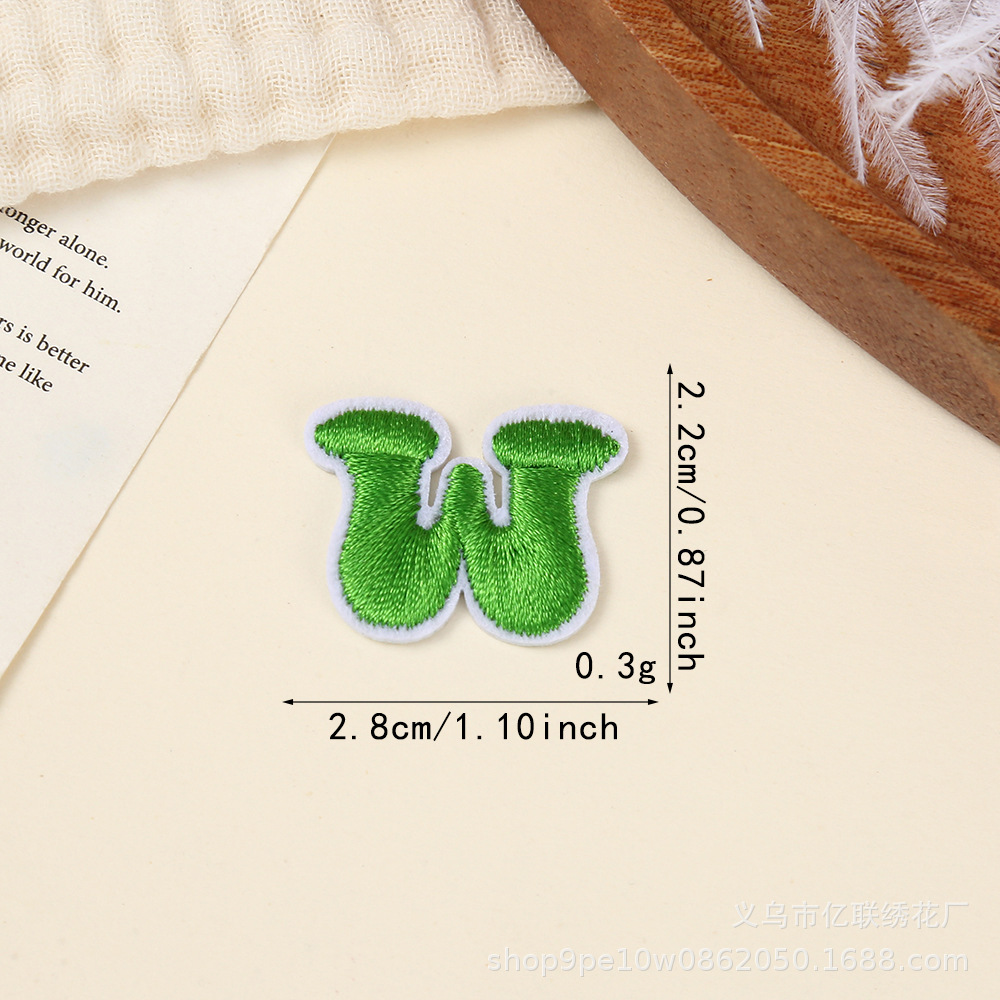 onger alone.
world for him.
rs is better
ne like
W
2.2cm/0.87inch
0.3g
2.8cm/1.10inch
义乌市亿联绣花厂
shop9pe10w0862050.1688.com